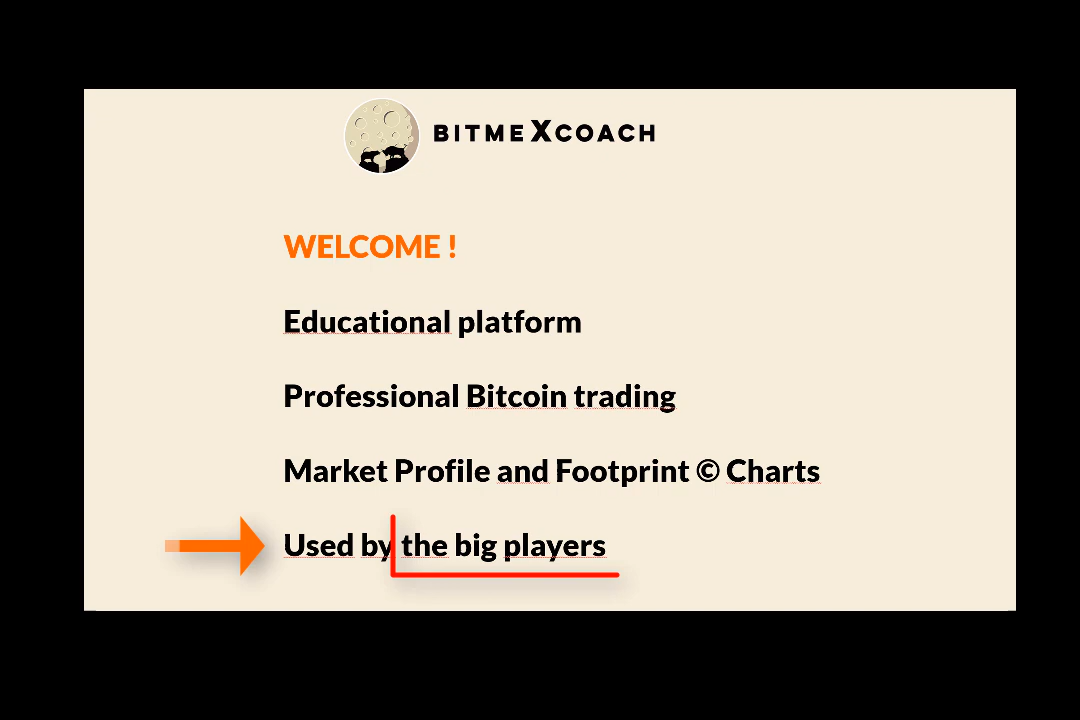 BITMEXCOACH
WELCOME !
Educational platform
Professional Bitcoin trading
Market Profile and Footprint © Charts
Used by the big players